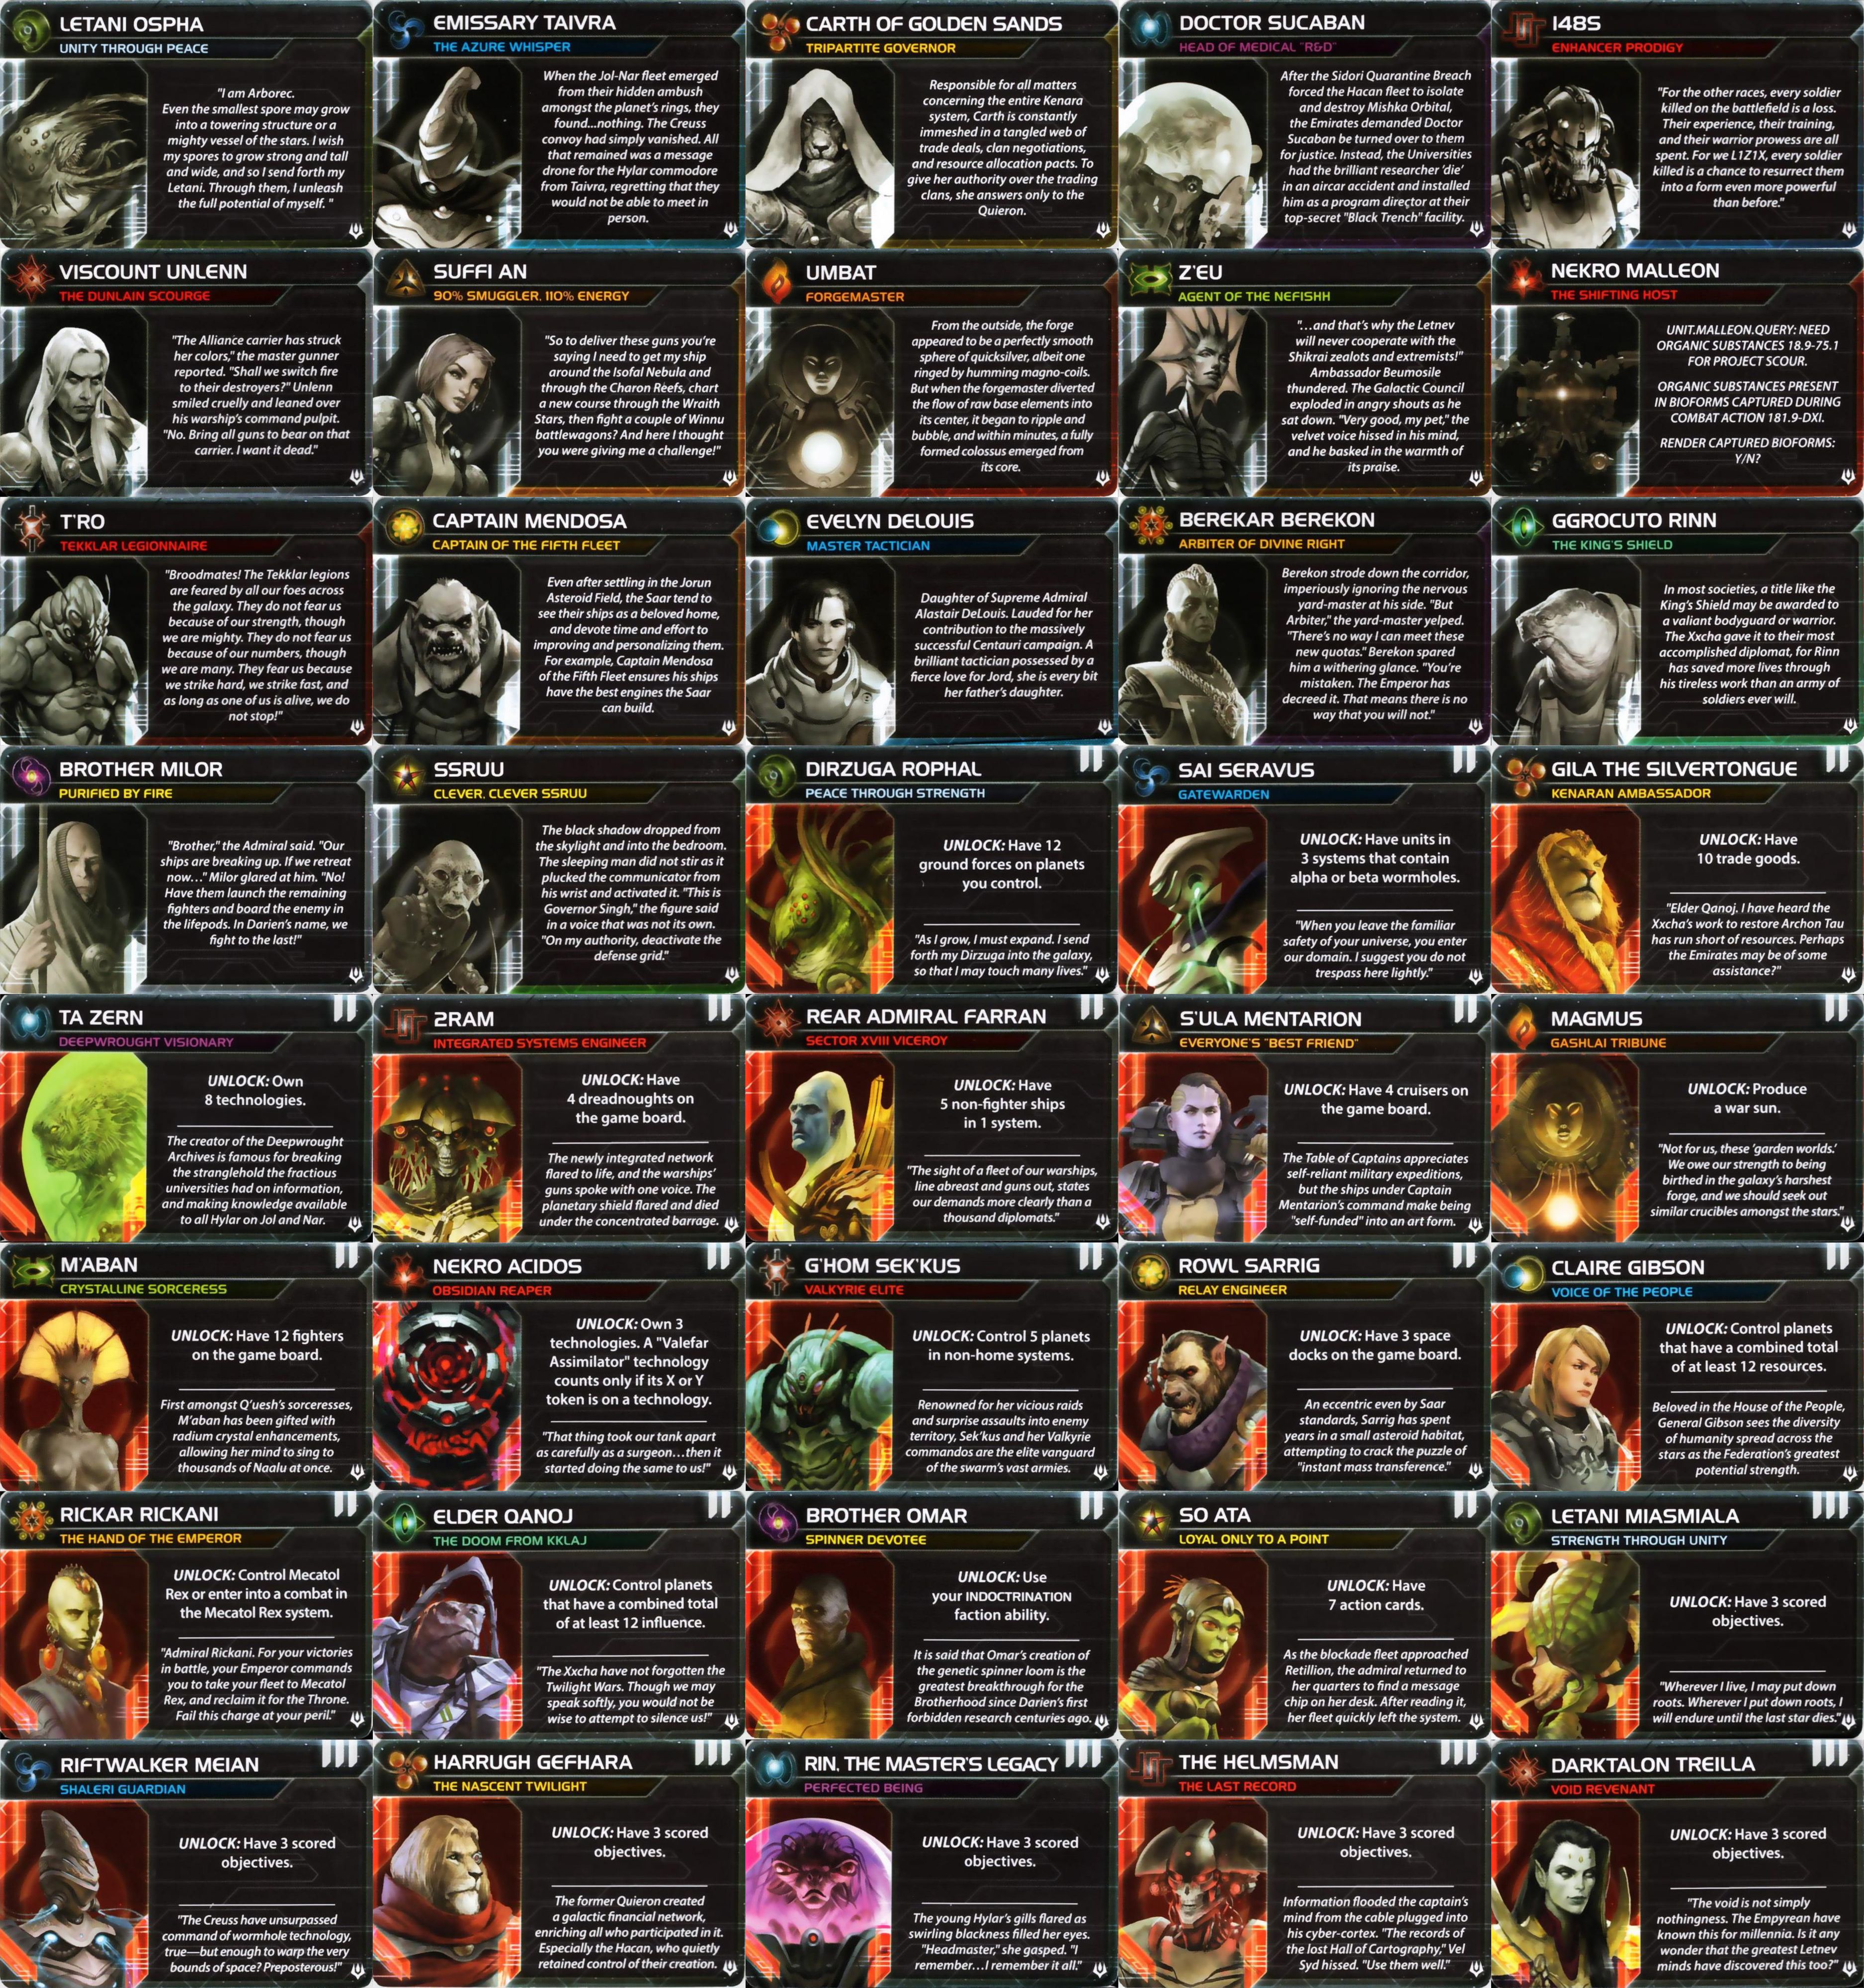 LETANI OSPHA
UNITY THROUGH PEACE
"I am Arborec.
Even the smallest spore may grow
into a towering structure or a
mighty vessel of the stars. I wish
my spores to grow strong and tall
and wide, and so I send forth my
Letani. Through them, I unleash
the full potential of myself. "
EMISSARY TAIVRA
THE AZURE WHISPER
When the Jol-Nar fleet emerged
from their hidden ambush
amongst the planet's rings, they
found...nothing. The Creuss
convoy had simply vanished. All
that remained was a message
drone for the Hylar commodore
from Taivra, regretting that they
would not be able to meet in
person.
CARTH OF GOLDEN SANDS
TRIPARTITE GOVERNOR
Responsible for all matters
concerning the entire Kenara
system, Carth is constantly
immeshed in a tangled web of
trade deals, clan negotiations,
and resource allocation pacts. To
give her authority over the trading
clans, she answers only to the
Quieron.
DOCTOR SUCABAN
HEAD OF MEDICAL "R&D"
After the Sidori Quarantine Breach
forced the Hacan fleet to isolate
and destroy Mishka Orbital,
the Emirates demanded Doctor
Sucaban be turned over to them
for justice. Instead, the Universities
had the brilliant researcher 'die'
in an aircar accident and installed
him as a program director at their
top-secret "Black Trench" facility.
I48S
ENHANCER PRODIGY
"For the other races, every soldier
killed on the battlefield is a loss.
Their experience, their training,
and their warrior prowess are all
spent. For we L1Z1X, every soldier
killed is a chance to resurrect them
into a form even more powerful
than before."
VISCOUNT UNLENN
THE DUNLAIN SCOURGE
"The Alliance carrier has struck
her colors," the master gunner
reported. "Shall we switch fire
to their destroyers?" Unlenn
smiled cruelly and leaned over
his warship's command pulpit.
"No. Bring all guns to bear on that
carrier. I want it dead."
SUFFI AN
90% SMUGGLER. 110% ENERGY
"So to deliver these guns you're
saying I need to get my ship
around the Isofal Nebula and
through the Charon Reefs, chart
a new course through the Wraith
Stars, then fight a couple of Winnu
battlewagons? And here I thought
you were giving me a challenge!"
UMBAT
FORGEMASTER
From the outside, the forge
appeared to be a perfectly smooth
sphere of quicksilver, albeit one
ringed by humming magno-coils.
But when the forgemaster diverted
the flow of raw base elements into
its center, it began to ripple and
bubble, and within minutes, a fully
formed colossus emerged from
its core.
Z'EU
AGENT OF THE NEFISHH
"...and that's why the Letnev
will never cooperate with the
Shikrai zealots and extremists!"
Ambassador Beumosile
thundered. The Galactic Council
exploded in angry shouts as he
sat down. "Very good, my pet," the
velvet voice hissed in his mind,
and he basked in the warmth of
its praise.
NEKRO MALLEON
THE SHIFTING HOST
UNIT.MALLEON.QUERY: NEED
ORGANIC SUBSTANCES 18.9-75.1
FOR PROJECT SCOUR.
ORGANIC SUBSTANCES PRESENT
IN BIOFORMS CAPTURED DURING
COMBAT ACTION 181.9-DXI.
RENDER CAPTURED BIOFORMS:
Y/N?
T'RO
TEKKLAR LEGIONNAIRE
"Broodmates! The Tekklar legions
are feared by all our foes across
the galaxy. They do not fear us
because of our strength, though
we are mighty. They do not fear us
because of our numbers, though
we are many. They fear us because
we strike hard, we strike fast, and
as long as one of us is alive, we do
not stop!"
CAPTAIN MENDOSA
CAPTAIN OF THE FIFTH FLEET
Even after settling in the Jorun
Asteroid Field, the Saar tend to
see their ships as a beloved home,
and devote time and effort to
improving and personalizing them.
For example, Captain Mendosa
of the Fifth Fleet ensures his ships
have the best engines the Saar
can build.
EVELYN DELOUIS
MASTER TACTICIAN
Daughter of Supreme Admiral
Alastair DeLouis. Lauded for her
contribution to the massively
successful Centauri campaign. A
brilliant tactician possessed by a
fierce love for Jord, she is every bit
her father's daughter.
BEREKAR BEREKON
ARBITER OF DIVINE RIGHT
Berekon strode down the corridor,
imperiously ignoring the nervous
yard-master at his side. "But
Arbiter," the yard-master yelped.
"There's no way I can meet these
new quotas." Berekon spared
him a withering glance. "You're
mistaken. The Emperor has
decreed it. That means there is no
way that you will not."
GGROCUTO RINN
THE KING'S SHIELD
In most societies, a title like the
King's Shield may be awarded to
a valiant bodyguard or warrior.
The Xxcha gave it to their most
accomplished diplomat, for Rinn
has saved more lives through
his tireless work than an army of
soldiers ever will.
BROTHER MILOR
PURIFIED BY FIRE
"Brother," the Admiral said. "Our
ships are breaking up. If we retreat
now..." Milor glared at him. "No!
Have them launch the remaining
fighters and board the enemy in
the lifepods. In Darien's name, we
fight to the last!"
SSRUU
CLEVER. CLEVER SSRUU
The black shadow dropped from
the skylight and into the bedroom.
The sleeping man did not stir as it
plucked the communicator from
his wrist and activated it. "This is
Governor Singh," the figure said
in a voice that was not its own.
"On my authority, deactivate the
defense grid."
DIRZUGA ROPHAL
II
PEACE THROUGH STRENGTH
UNLOCK: Have 12
ground forces on planets
you control.
"As I grow, I must expand. I send
forth my Dirzuga into the galaxy,
so that I may touch many lives."
SAI SERAVUS
II
GATEWARDEN
UNLOCK: Have units in
3 systems that contain
alpha or beta wormholes.
"When you leave the familiar
safety of your universe, you enter
our domain. I suggest you do not
trespass here lightly."
GILA THE SILVERTONGUE
II
KENARAN AMBASSADOR
UNLOCK: Have
10 trade goods.
"Elder Qanoj. I have heard the
Xxcha's work to restore Archon Tau
has run short of resources. Perhaps
the Emirates may be of some
assistance?"
TA ZERN
II
DEEPWROUGHT VISIONARY
UNLOCK: Own
8 technologies.
The creator of the Deepwrought
Archives is famous for breaking
the stranglehold the fractious
universities had on information,
and making knowledge available
to all Hylar on Jol and Nar.
2RAM
II
INTEGRATED SYSTEMS ENGINEER
UNLOCK: Have
4 dreadnoughts on
the game board.
The newly integrated network
flared to life, and the warships'
guns spoke with one voice. The
planetary shield flared and died
under the concentrated barrage.
REAR ADMIRAL FARRAN
II
SECTOR XVIII VICEROY
UNLOCK: Have
5 non-fighter ships
in 1 system.
"The sight of a fleet of our warships,
line abreast and guns out, states
our demands more clearly than a
thousand diplomats."
S'ULA MENTARION
II
EVERYONE'S "BEST FRIEND"
UNLOCK: Have 4 cruisers on
the game board.
The Table of Captains appreciates
self-reliant military expeditions,
but the ships under Captain
Mentarion's command make being
"self-funded" into an art form.
MAGMUS
II
GASHLAI TRIBUNE
UNLOCK: Produce
a war sun.
"Not for us, these 'garden worlds.'
We owe our strength to being
birthed in the galaxy's harshest
forge, and we should seek out
similar crucibles amongst the stars."
M'ABAN
II
CRYSTALLINE SORCERESS
UNLOCK: Have 12 fighters
on the game board.
First amongst Q'uesh's sorceresses,
M'aban has been gifted with
radium crystal enhancements,
allowing her mind to sing to
thousands of Naalu at once.
NEKRO ACIDOS
II
OBSIDIAN REAPER
UNLOCK: Own 3
technologies. A "Valefar
Assimilator" technology
counts only if its X or Y
token is on a technology.
"That thing took our tank apart
as carefully as a surgeon...then it
started doing the same to us!"
G'HOM SEK'KUS
II
VALKYRIE ELITE
UNLOCK: Control 5 planets
in non-home systems.
Renowned for her vicious raids
and surprise assaults into enemy
territory, Sek'kus and her Valkyrie
commandos are the elite vanguard
of the swarm's vast armies.
ROWL SARRIG
II
RELAY ENGINEER
UNLOCK: Have 3 space
docks on the game board.
An eccentric even by Saar
standards, Sarrig has spent
years in a small asteroid habitat,
attempting to crack the puzzle of
"instant mass transference."
CLAIRE GIBSON
II
VOICE OF THE PEOPLE
UNLOCK: Control planets
that have a combined total
of at least 12 resources.
Beloved in the House of the People,
General Gibson sees the diversity
of humanity spread across the
stars as the Federation's greatest
potential strength.
RICKAR RICKANI
II
THE HAND OF THE EMPEROR
UNLOCK: Control Mecatol
Rex or enter into a combat in
the Mecatol Rex system.
"Admiral Rickani. For your victories
in battle, your Emperor commands
you to take your fleet to Mecatol
Rex, and reclaim it for the Throne.
Fail this charge at your peril."
ELDER QANOJ
II
THE DOOM FROM KKLAJ
UNLOCK: Control planets
that have a combined total
of at least 12 influence.
"The Xxcha have not forgotten the
Twilight Wars. Though we may
speak softly, you would not be
wise to attempt to silence us!"
BROTHER OMAR
II
SPINNER DEVOTEE
UNLOCK: Use
your INDOCTRINATION
faction ability.
It is said that Omar's creation of
the genetic spinner loom is the
greatest breakthrough for the
Brotherhood since Darien's first
forbidden research centuries ago.
SO ATA
II
LOYAL ONLY TO A POINT
UNLOCK: Have
7 action cards.
As the blockade fleet approached
Retillion, the admiral returned to
her quarters to find a message
chip on her desk. After reading it,
her fleet quickly left the system.
LETANI MIASMIALA
III
STRENGTH THROUGH UNITY
UNLOCK: Have 3 scored
objectives.
"Wherever I live, I may put down
roots. Wherever I put down roots, I
will endure until the last star dies."
RIFTWALKER MEIAN
III
SHALERI GUARDIAN
UNLOCK: Have 3 scored
objectives.
"The Creuss have unsurpassed
command of wormhole technology,
true—but enough to warp the very
bounds of space? Preposterous!"
HARRUGH GEFHARA
III
THE NASCENT TWILIGHT
UNLOCK: Have 3 scored
objectives.
The former Quieron created
a galactic financial network,
enriching all who participated in it.
Especially the Hacan, who quietly
retained control of their creation.
RIN, THE MASTER'S LEGACY
III
PERFECTED BEING
UNLOCK: Have 3 scored
objectives.
The young Hylar's gills flared as
swirling blackness filled her eyes.
"Headmaster," she gasped. "I
remember...I remember it all."
THE HELMSMAN
III
THE LAST RECORD
UNLOCK: Have 3 scored
objectives.
Information flooded the captain's
mind from the cable plugged into
his cyber-cortex. "The records of
the lost Hall of Cartography," Vel
Syd hissed. "Use them well."
DARKTALON TREILLA
III
VOID REVENANT
UNLOCK: Have 3 scored
objectives.
"The void is not simply
nothingness. The Empyrean have
known this for millennia. Is it any
wonder that the greatest Letnev
minds have discovered this too?"